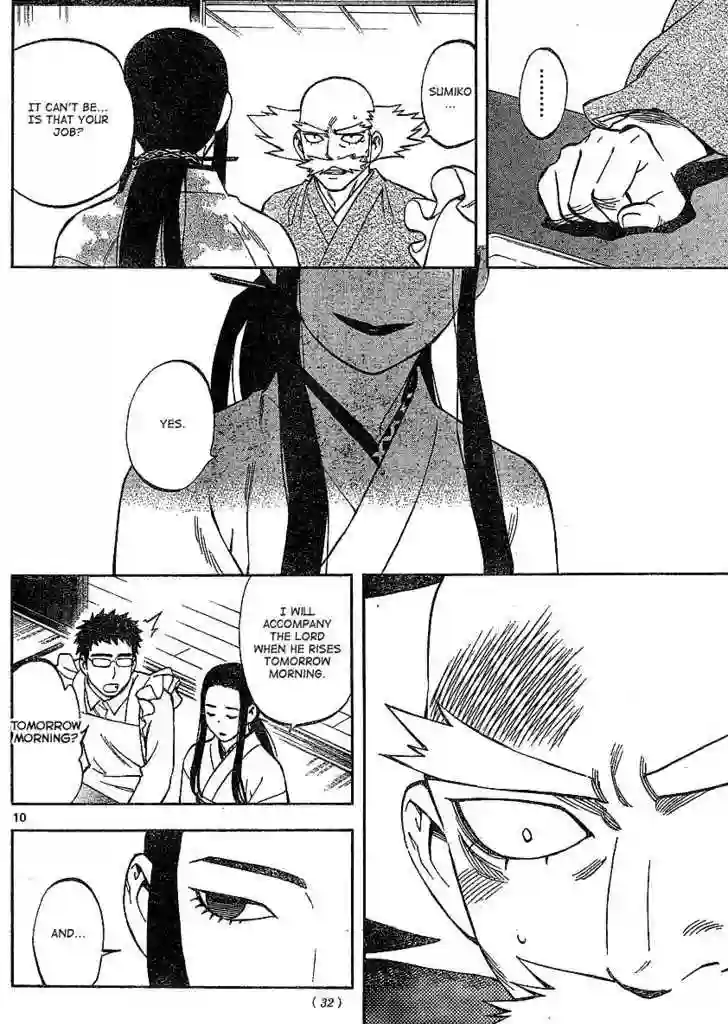 SUMIKO
...
IT CAN'T BE...
IS THAT YOUR
JOB?
YES.
I WILL
ACCOMPANY
THE LORD
WHEN HE RISES
TOMORROW
MORNING.
TOMORROW
MORNING?
10
AND...
( 32 )